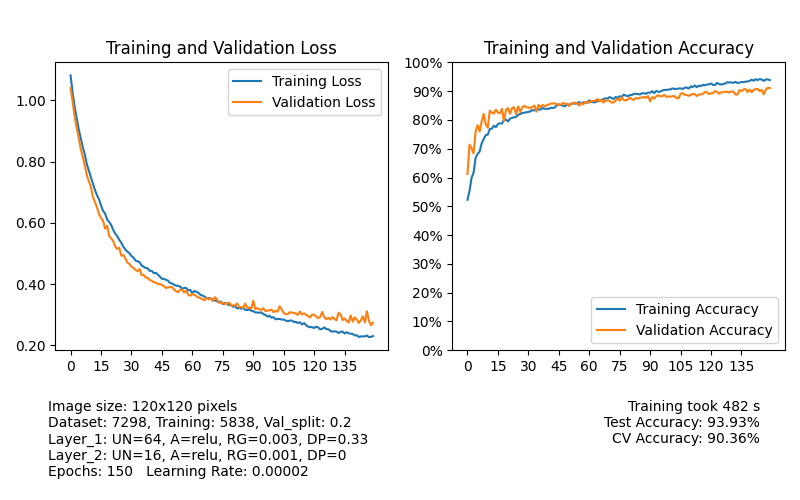 Training and Validation Loss
Training Loss
Validation Loss
1.00
0.80
0.60
0.40
0.20
0 15 30 45 60 75 90 105 120 135
Training and Validation Accuracy
100%
90%
80%
70%
60%
50%
40%
30%
20%
10%
0%
Training Accuracy
Validation Accuracy
0 15 30 45 60 75 90 105 120 135
Image size: 120x120 pixels
Dataset: 7298, Training: 5838, Val_split: 0.2
Layer_1: UN=64, A=relu, RG=0.003, DP=0.33
Layer_2: UN=16, A=relu, RG=0.001, DP=0
Epochs: 150   Learning Rate: 0.00002
Training took 482 s
Test Accuracy: 93.93%
CV Accuracy: 90.36%